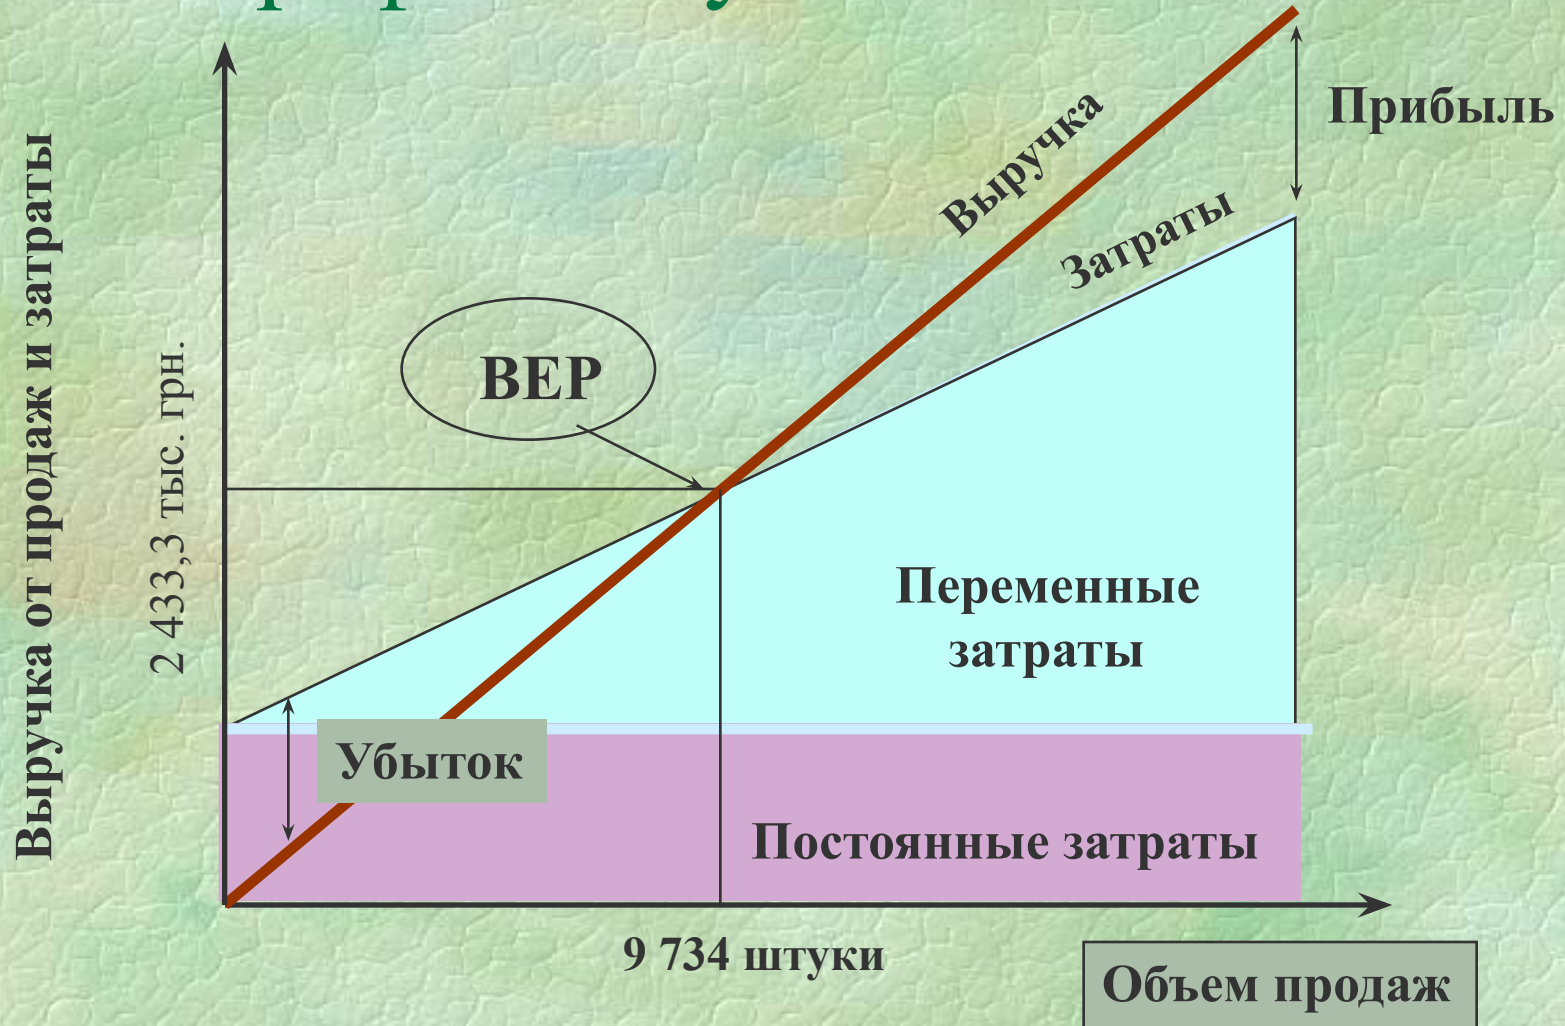 Прибыль
Выручка
Затраты
Выручка от продаж и затраты
2 433,3 тыс. грн.
BEP
Переменные
затраты
Убыток
Постоянные затраты
9 734 штуки
Объем продаж